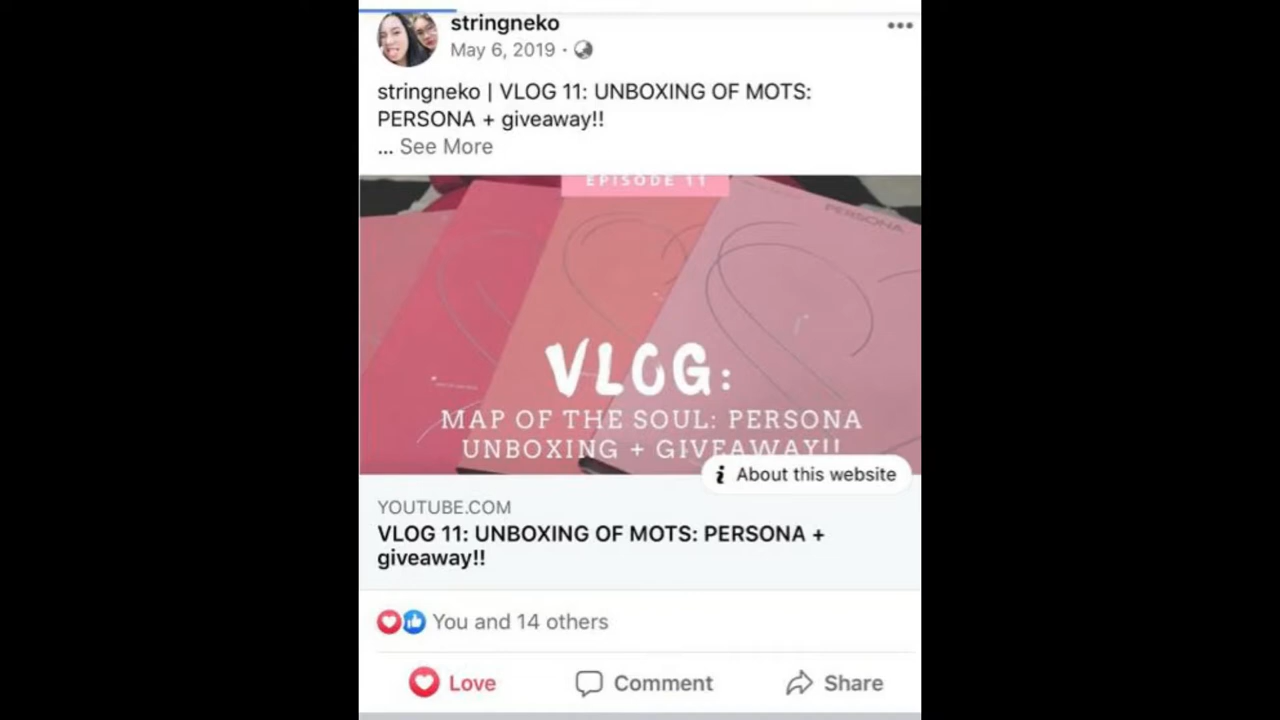 stringneko
May 6, 2019 ·
stringneko | VLOG 11: UNBOXING OF MOTS:
PERSONA + giveaway!!
... See More
EPISODE 11
PERSONA
VLOG:
MAP OF THE SOUL: PERSONA
UNBOXING + GIVEAWAY!!
About this website
YOUTUBE.COM
VLOG 11: UNBOXING OF MOTS: PERSONA +
giveaway!!
You and 14 others
Love Comment Share